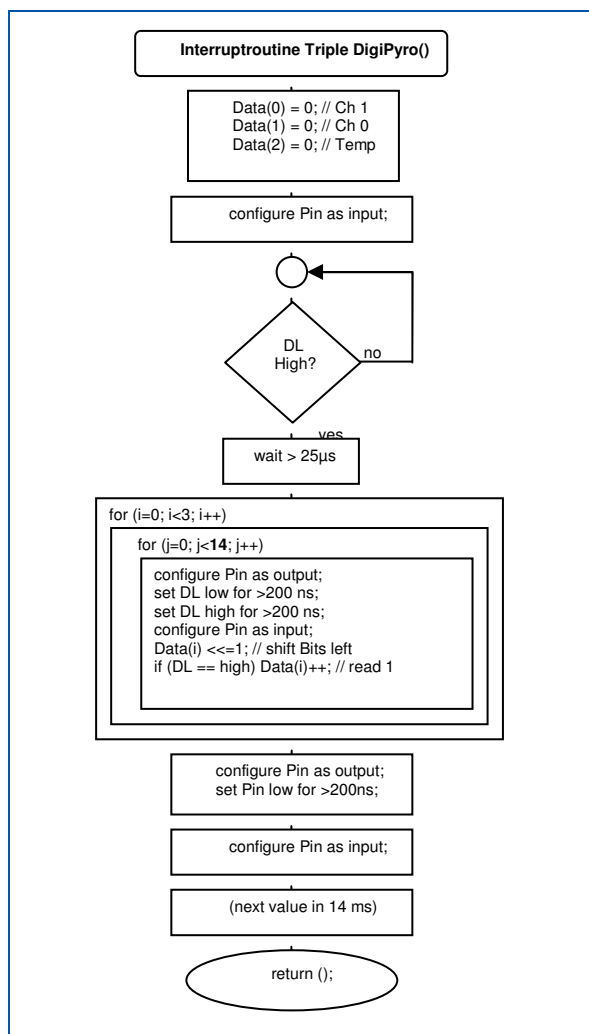 Interruptroutine Triple DigiPyro()
Data(0) = 0; // Ch 1
Data(1) = 0; // Ch 0
Data(2) = 0; // Temp
configure Pin as input;
DL
High?
no
yes
wait > 25µs
for (i=0; i<3; i++)
for (j=0; j<14; j++)
configure Pin as output;
set DL low for >200 ns;
set DL high for >200 ns;
configure Pin as input;
Data(i) <<=1; // shift Bits left
if (DL == high) Data(i)++; // read 1
configure Pin as output;
set Pin low for >200ns;
configure Pin as input;
(next value in 14 ms)
return ();